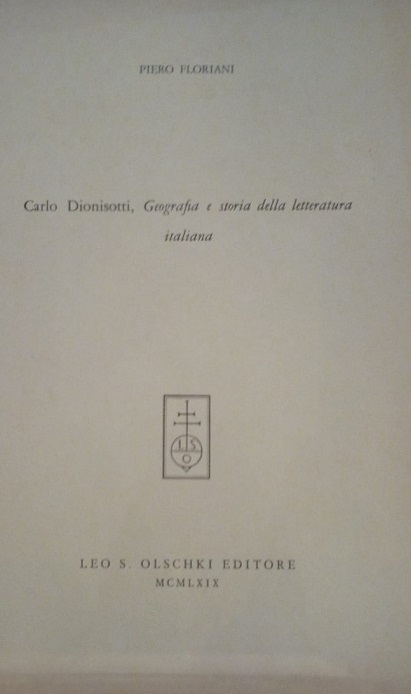 PIERO FLORIANI
Carlo Dionisotti, Geografia e storia della letteratura
italiana
L S
O
LEO S. OLSCHKI EDITORE
MCMLXIX